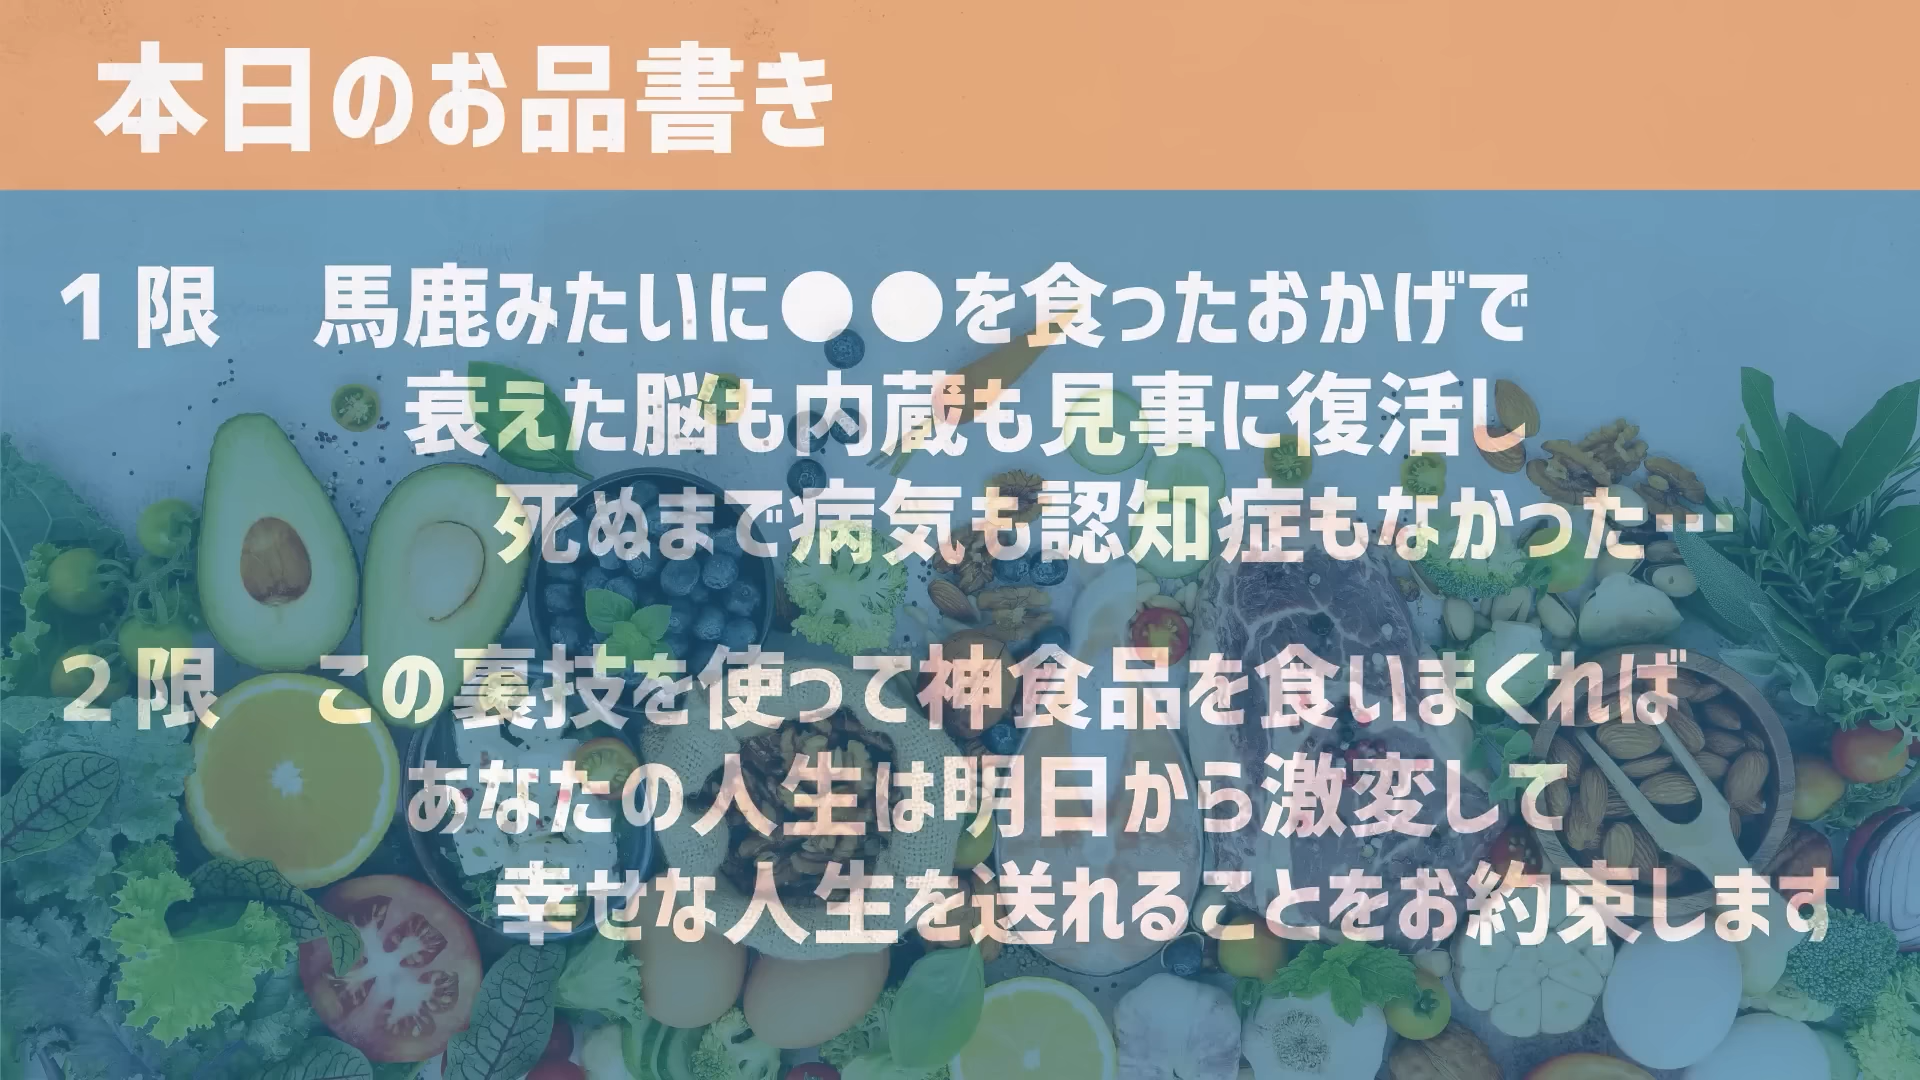 本日のお品書き
1限 馬鹿みたいに●●を食ったおかげで
衰えた脳も内蔵も見事に復活し
死ぬまで病気も認知症もなかった…
2限 この裏技を使って神食品を食いまくれば
あなたの人生は明日から激変して
幸せな人生を送れることをお約束します